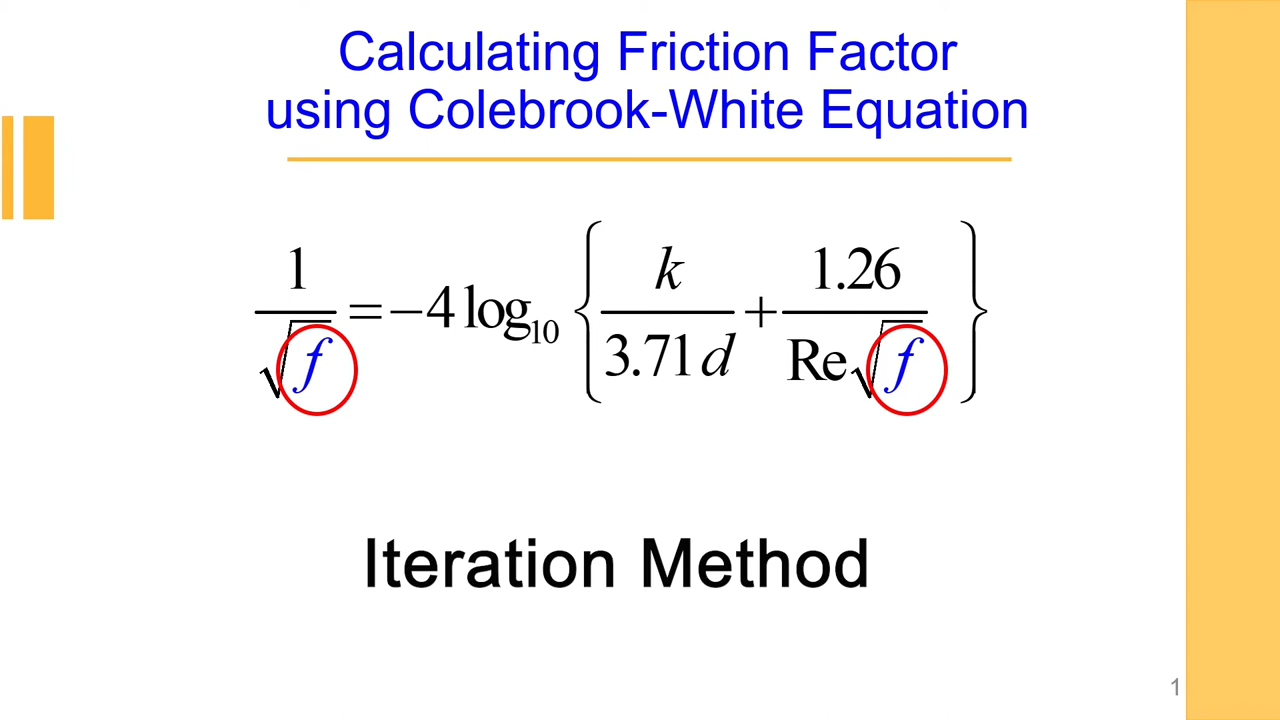 Calculating Friction Factor
using Colebrook-White Equation
1/√f = −4 log10 { k/3.71d + 1.26/Re√f }
Iteration Method
1